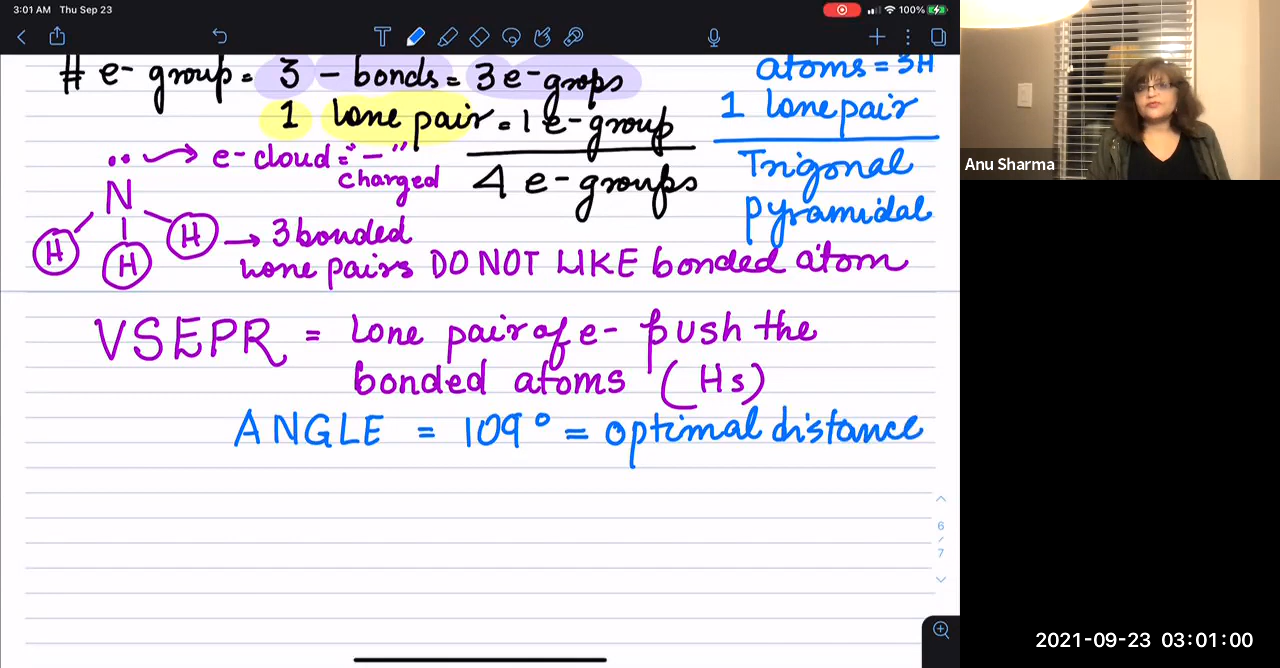 3:01 AM Thu Sep 23
100%
# e- group = 3 - bonds = 3 e- grops
1 lone pair = 1 e-group
4 e-groups
atoms = 3H
1 lone pair
Trigonal
pyramidal
.. → e-cloud = "-"
charged
N
H H H → 3 bonded
Lone pairs DO NOT LIKE bonded atom
VSEPR = Lone pair of e- push the
bonded atoms (Hs)
ANGLE = 109° = optimal distance
6
/
7
Anu Sharma
2021-09-23 03:01:00